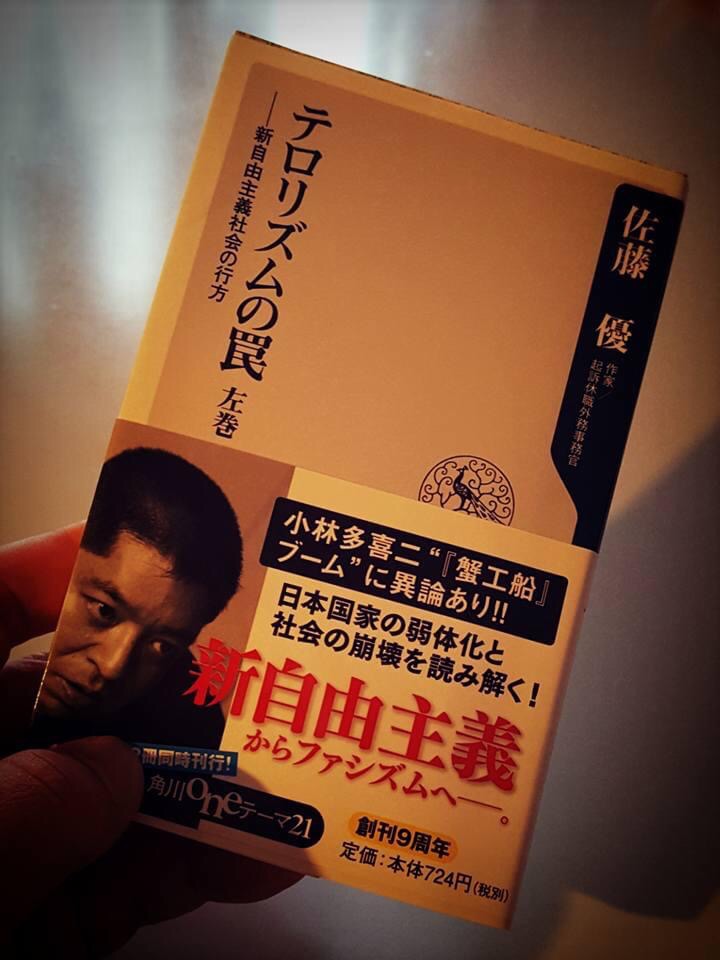 テロリズムの罠 左巻
──新自由主義社会の行方
佐藤 優
作家/
起訴休職外務事務官
小林多喜二“『蟹工船』
ブーム”に異論あり!!
日本国家の弱体化と
社会の崩壊を読み解く!
新自由主義
からファシズムへ──。
冊同時刊行!
角川oneテーマ21
創刊9周年
定価:本体724円(税別)